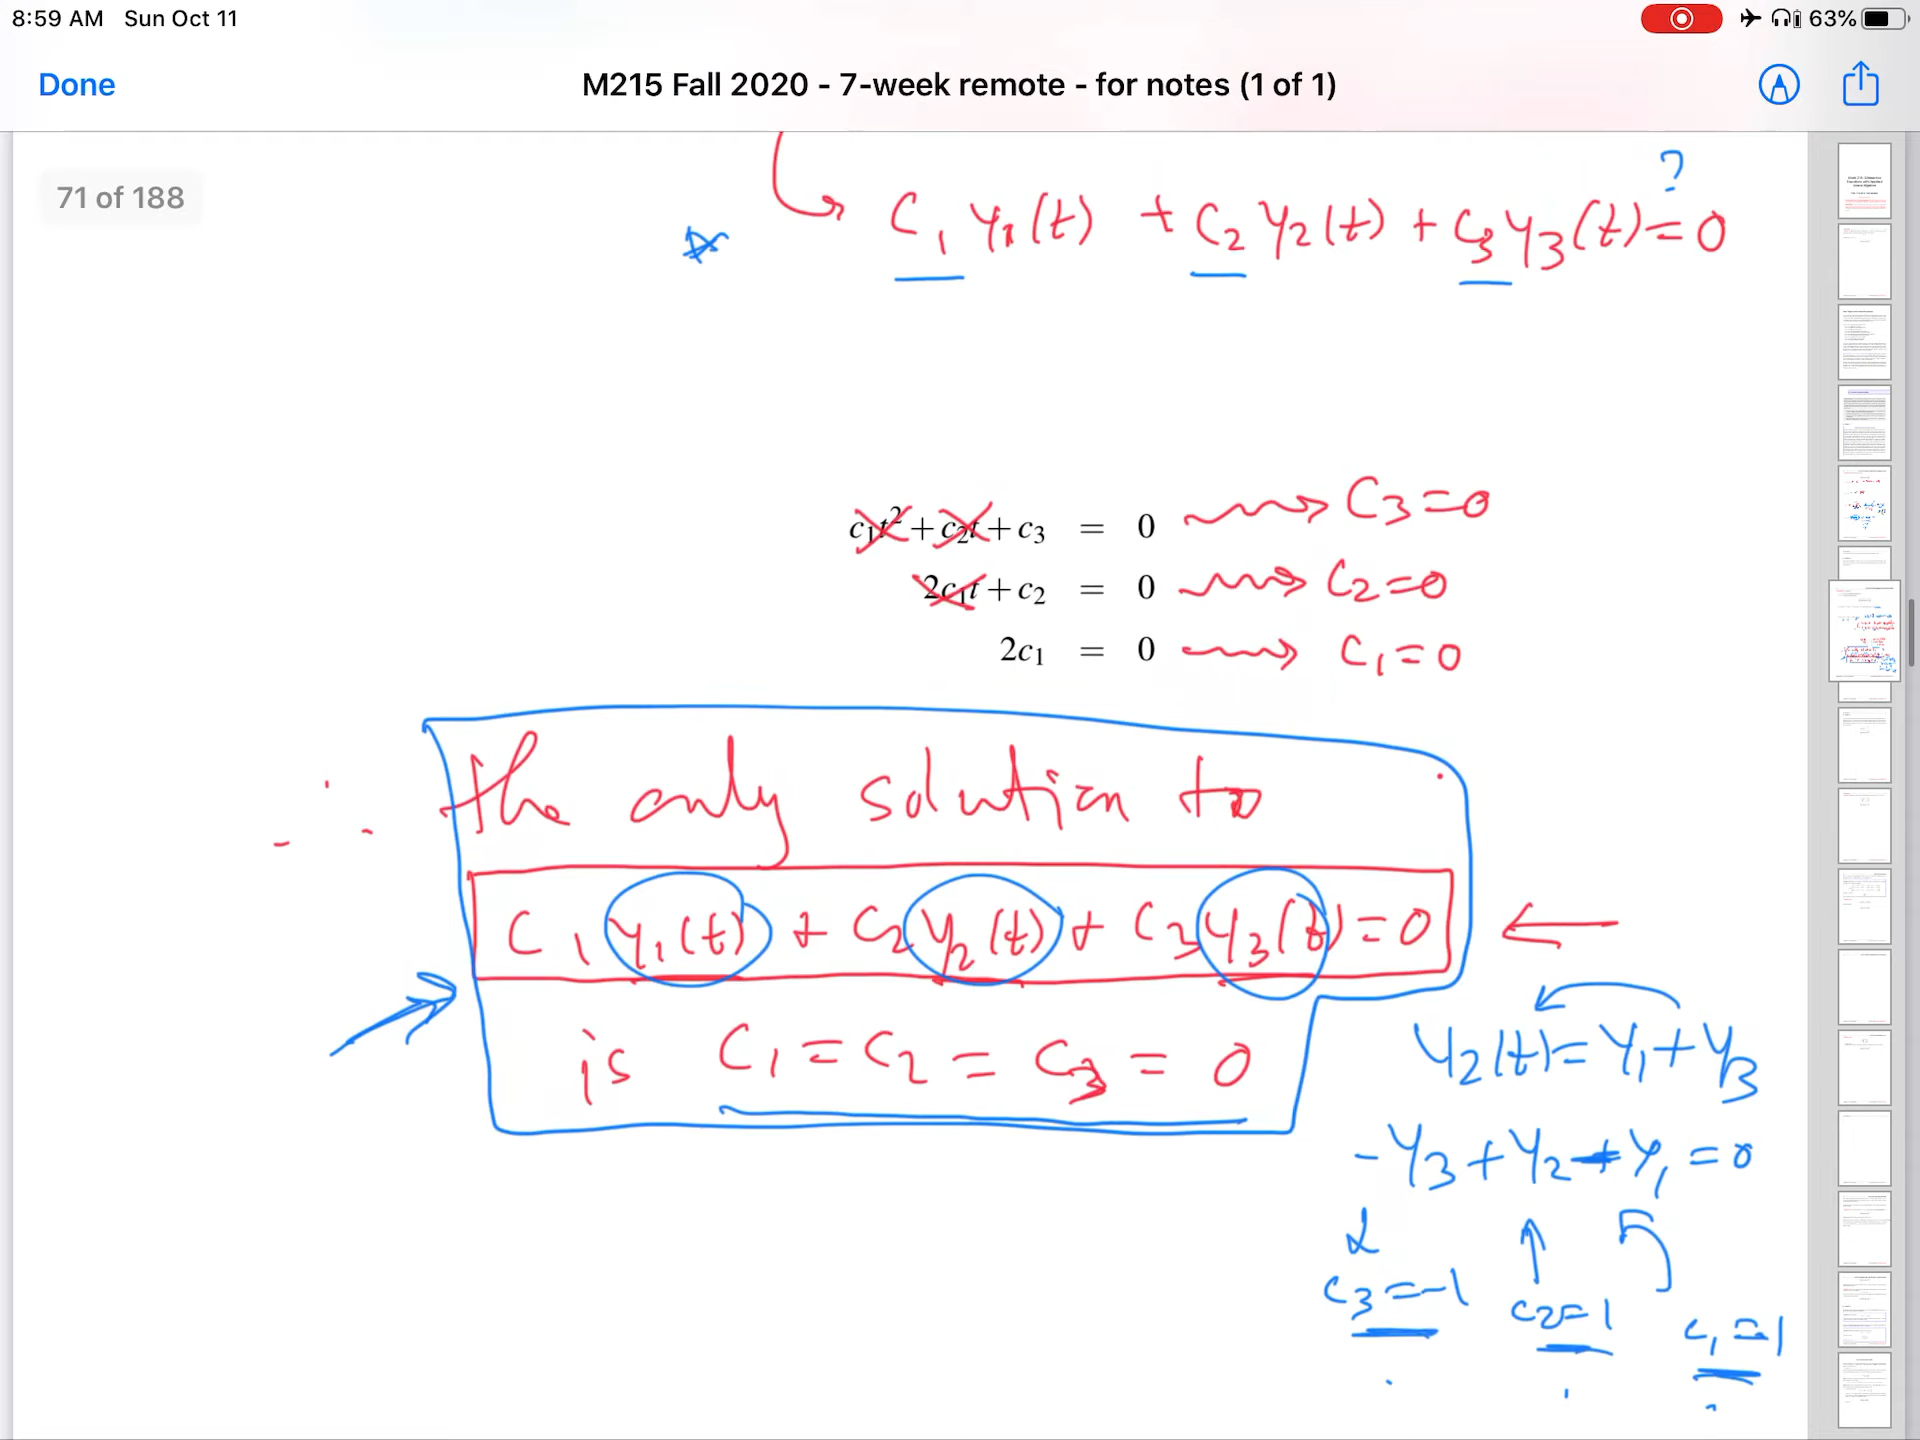 8:59 AM Sun Oct 11
63%
Done
M215 Fall 2020 - 7-week remote - for notes (1 of 1)
71 of 188
?
C₁ y₁(t) + C₂ y₂(t) + C₃ y₃(t) = 0
c₁t² + c₂t + c₃ = 0 C₃ = 0
2c₁t + c₂ = 0 C₂ = 0
2c₁ = 0 C₁ = 0
the only solution to
C₁ y₁(t) + C₂ y₂(t) + C₃ y₃(t) = 0
is C₁ = C₂ = C₃ = 0
y₂(t) = y₁ + y₃
- y₃ + y₂ + y₁ = 0
c₃ = -1
c₂ = 1